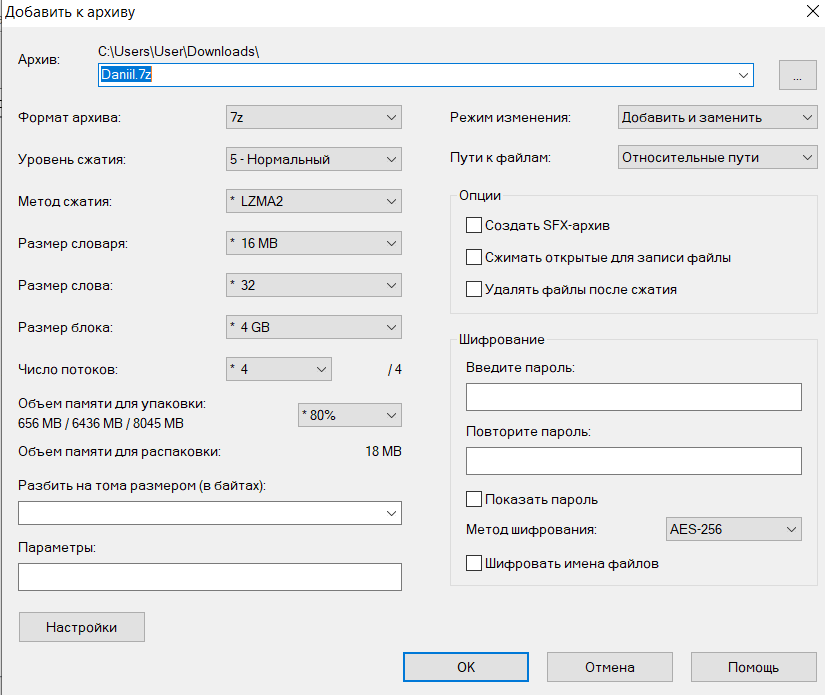 Добавить к архиву
Архив:
C:\Users\User\Downloads\
Daniil.7z
...
Формат архива:
7z
Уровень сжатия:
5 - Нормальный
Метод сжатия:
* LZMA2
Размер словаря:
* 16 MB
Размер слова:
* 32
Размер блока:
* 4 GB
Число потоков:
* 4
/ 4
Объем памяти для упаковки:
656 MB / 6436 MB / 8045 MB
* 80%
Объем памяти для распаковки:
18 MB
Разбить на тома размером (в байтах):
Параметры:
Настройки
Режим изменения:
Добавить и заменить
Пути к файлам:
Относительные пути
Опции
Создать SFX-архив
Сжимать открытые для записи файлы
Удалять файлы после сжатия
Шифрование
Введите пароль:
Повторите пароль:
Показать пароль
Метод шифрования:
AES-256
Шифровать имена файлов
OK
Отмена
Помощь